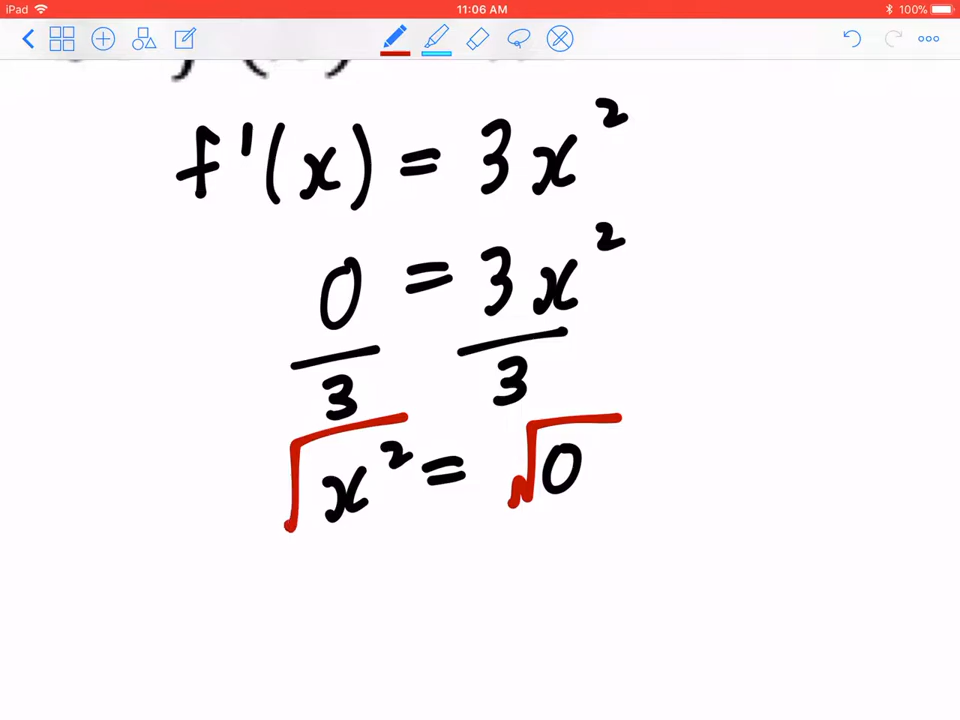 iPad 11:06 AM 100%
f'(x) = 3x²
0 = 3x²
3 3
√x² = √0